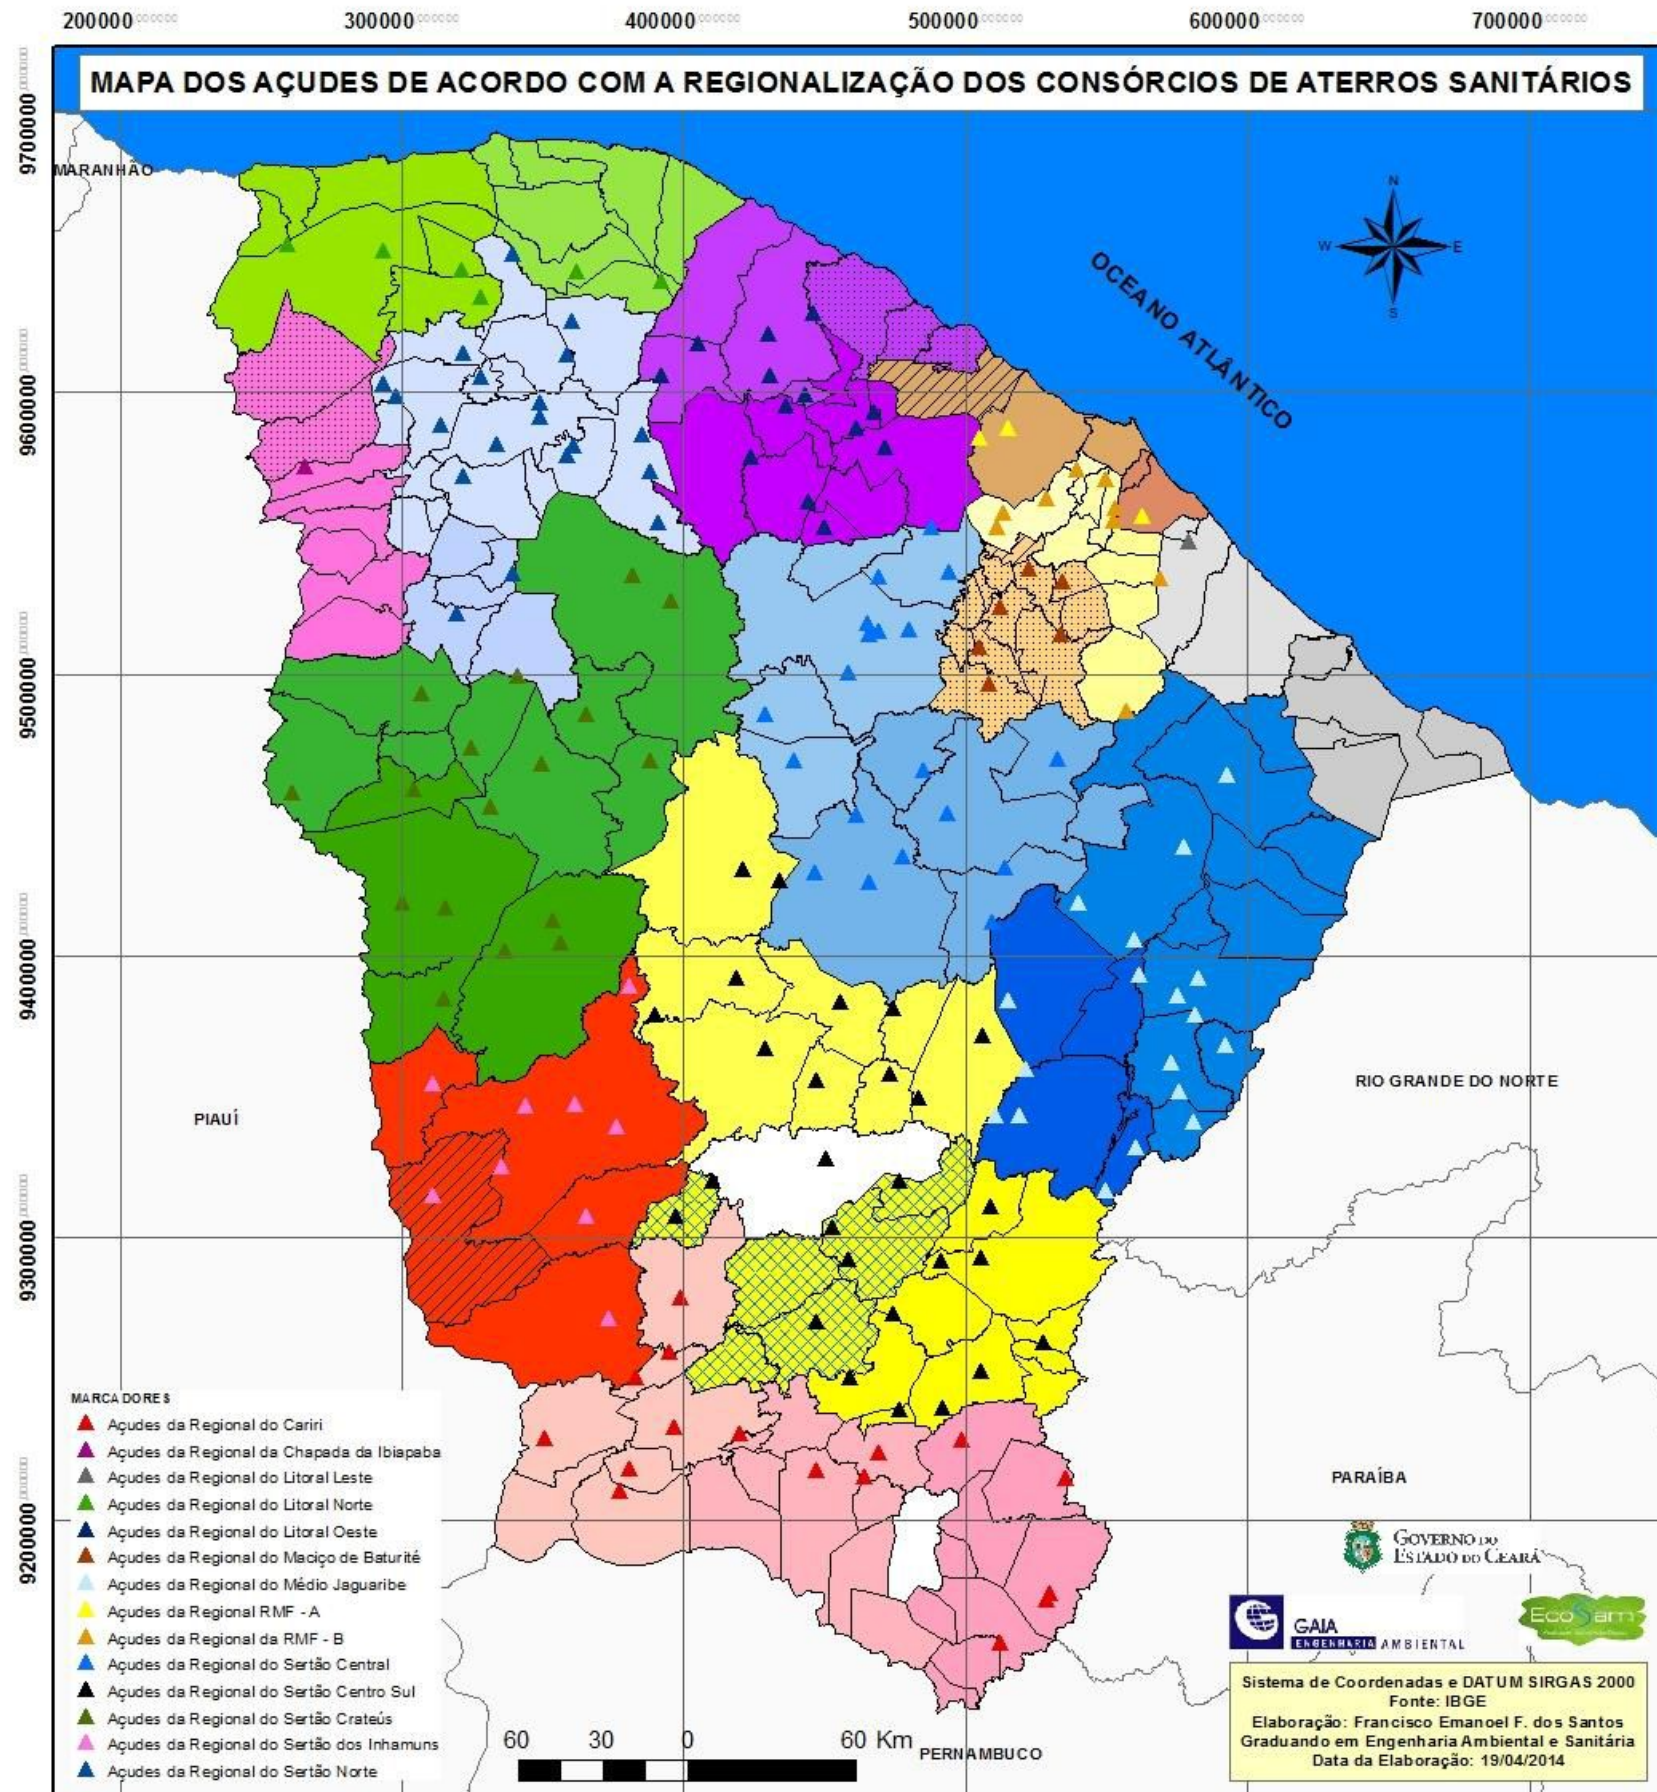 200000 300000 400000 500000 600000 700000
MAPA DOS AÇUDES DE ACORDO COM A REGIONALIZAÇÃO DOS CONSÓRCIOS DE ATERROS SANITÁRIOS
9700000
MARANHÃO
N
W E
S
OCEANO ATLÂNTICO
9600000
9500000
9400000
RIO GRANDE DO NORTE
PIAUÍ
9300000
MARCADORES
Açudes da Regional do Cariri
Açudes da Regional da Chapada da Ibiapaba
Açudes da Regional do Litoral Leste
Açudes da Regional do Litoral Norte
Açudes da Regional do Litoral Oeste
Açudes da Regional do Maciço de Baturité
Açudes da Regional do Médio Jaguaribe
Açudes da Regional RMF - A
Açudes da Regional da RMF - B
Açudes da Regional do Sertão Central
Açudes da Regional do Sertão Centro Sul
Açudes da Regional do Sertão Crateús
Açudes da Regional do Sertão dos Inhamuns
Açudes da Regional do Sertão Norte
9200000
PARAÍBA
GOVERNO DO
ESTADO DO CEARÁ
GAIA
ENGENHARIA AMBIENTAL
EcoSam
60 30 0 60 Km
PERNAMBUCO
Sistema de Coordenadas e DATUM SIRGAS 2000
Fonte: IBGE
Elaboração: Francisco Emanoel F. dos Santos
Graduando em Engenharia Ambiental e Sanitária
Data da Elaboração: 19/04/2014